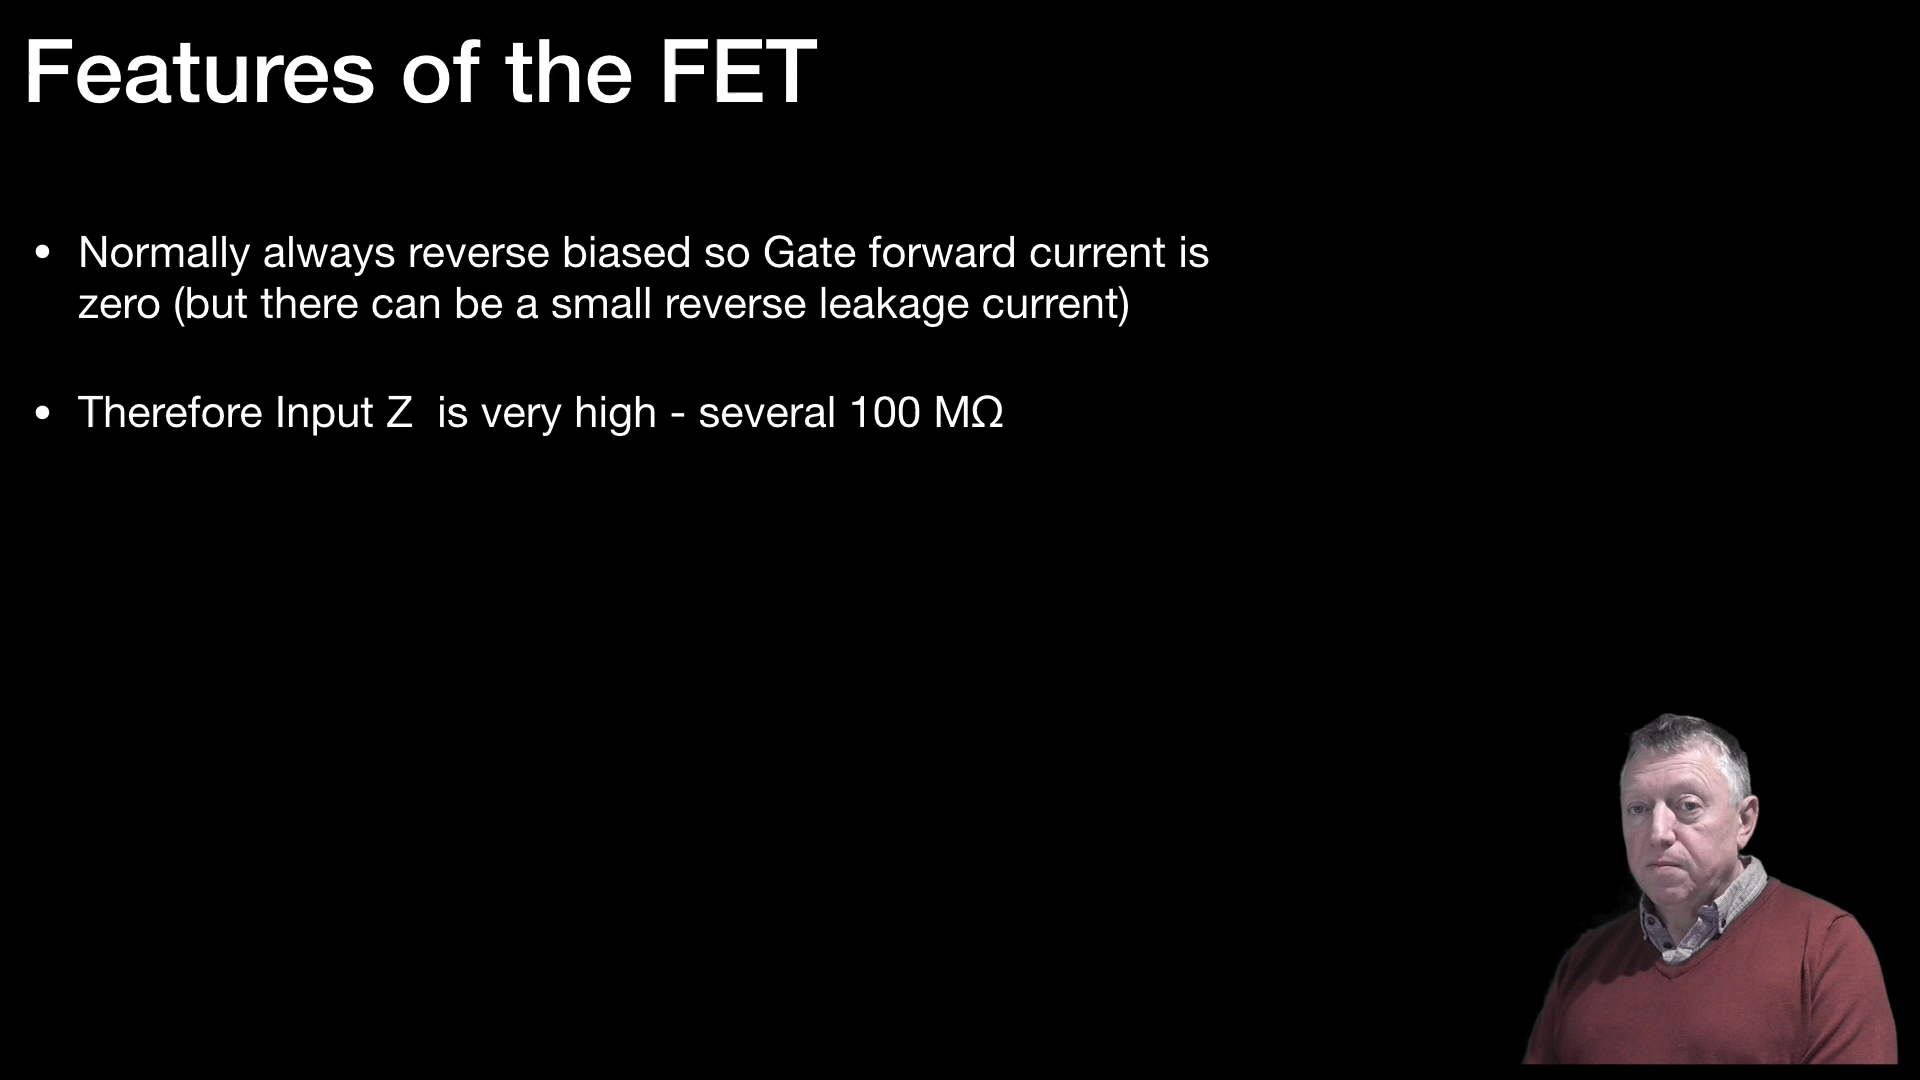 Features of the FET
• Normally always reverse biased so Gate forward current is
zero (but there can be a small reverse leakage current)
• Therefore Input Z  is very high - several 100 MΩ